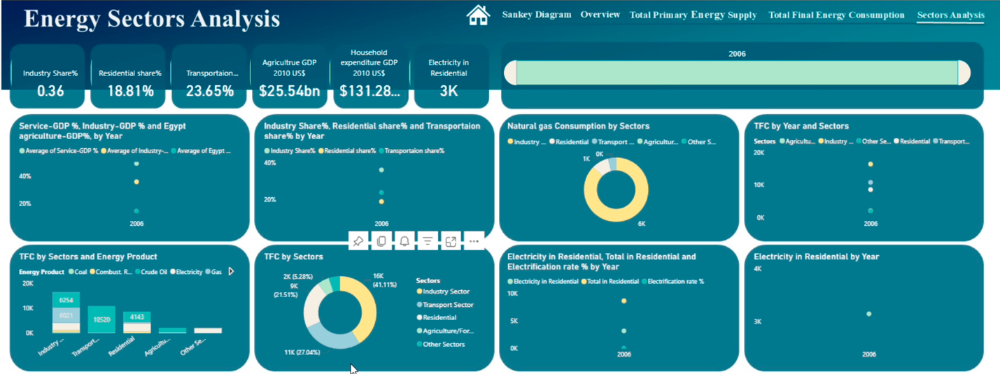 Energy Sectors Analysis
Sankey Diagram Overview Total Primary Energy Supply Total Final Energy Consumption Sectors Analysis
Industry Share%
0.36
Residential share%
18.81%
Transportaion...
23.65%
Agricultrue GDP
2010 US$
$25.54bn
Household
expenditure GDP
2010 US$
$131.28...
Electricity in
Residential
3K
2006
Service-GDP %, Industry-GDP % and Egypt
agriculture-GDP%, by Year
Average of Service-GDP % Average of Industry-... Average of Egypt ...
40%
20%
2006
Industry Share%, Residential share% and Transportaion
share% by Year
Industry Share% Residential share% Transportaion share%
40%
20%
2006
Natural gas Consumption by Sectors
Industry ... Residential Transport ... Agricultur... Other S...
0K
1K
6K
TFC by Year and Sectors
Sectors Agricultu... Industry ... Other Se... Residential Transport...
20K
10K
0K
2006
TFC by Sectors and Energy Product
Energy Product Coal Combust. R... Crude Oil Electricity Gas
20K
10K
0K
6254
6021
10520
4143
Industry ...
Transport...
Residential
Agricultu...
Other Se...
TFC by Sectors
2K (5.28%)
9K
(21.51%)
16K
(41.11%)
11K (27.04%)
Sectors
Industry Sector
Transport Sector
Residential
Agriculture/For...
Other Sectors
Electricity in Residential, Total in Residential and
Electrification rate % by Year
Electricity in Residential Total in Residential Electrification rate %
10K
5K
0K
2006
Electricity in Residential by Year
4K
3K
2006